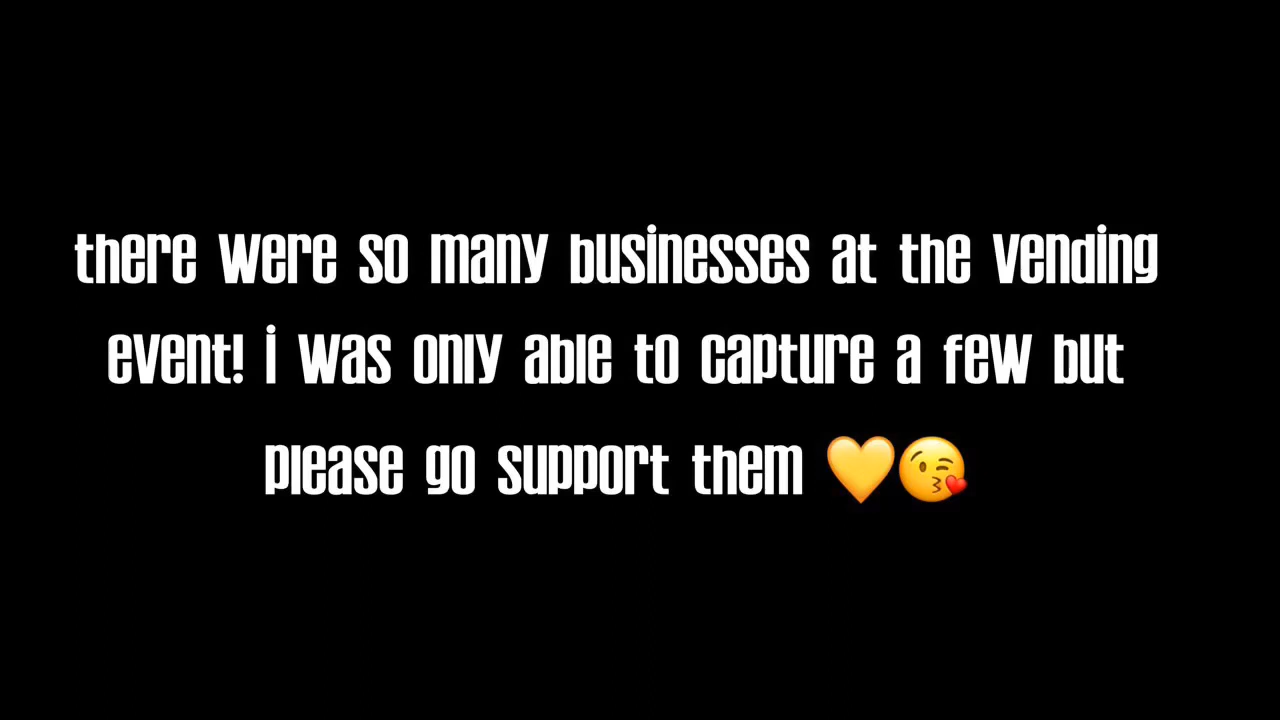 there were so many businesses at the vending
event! i was only able to capture a few but
please go support them 💛😘